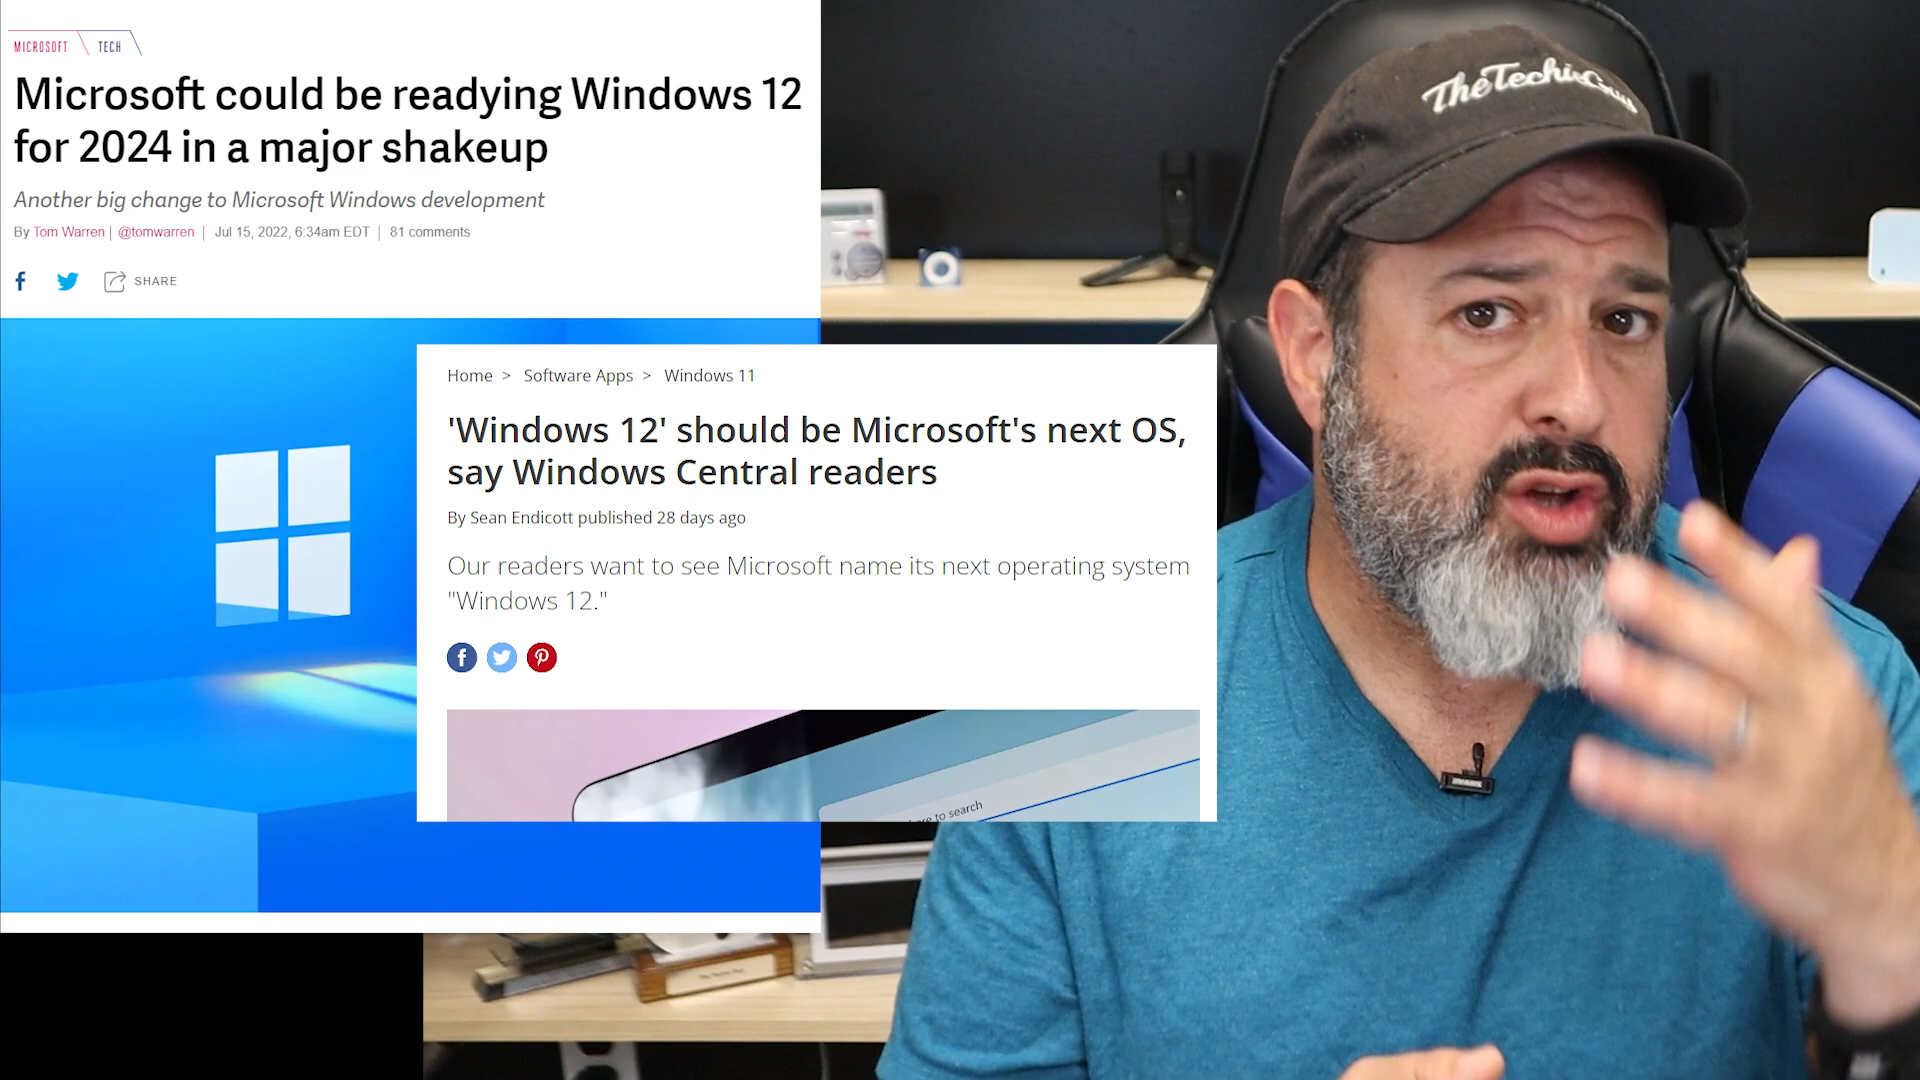 MICROSOFT TECH
Microsoft could be readying Windows 12
for 2024 in a major shakeup
Another big change to Microsoft Windows development
By Tom Warren | @tomwarren | Jul 15, 2022, 6:34am EDT | 81 comments
SHARE
Home > Software Apps > Windows 11
'Windows 12' should be Microsoft's next OS,
say Windows Central readers
By Sean Endicott published 28 days ago
Our readers want to see Microsoft name its next operating system
"Windows 12."
to search
TheTechieGuy